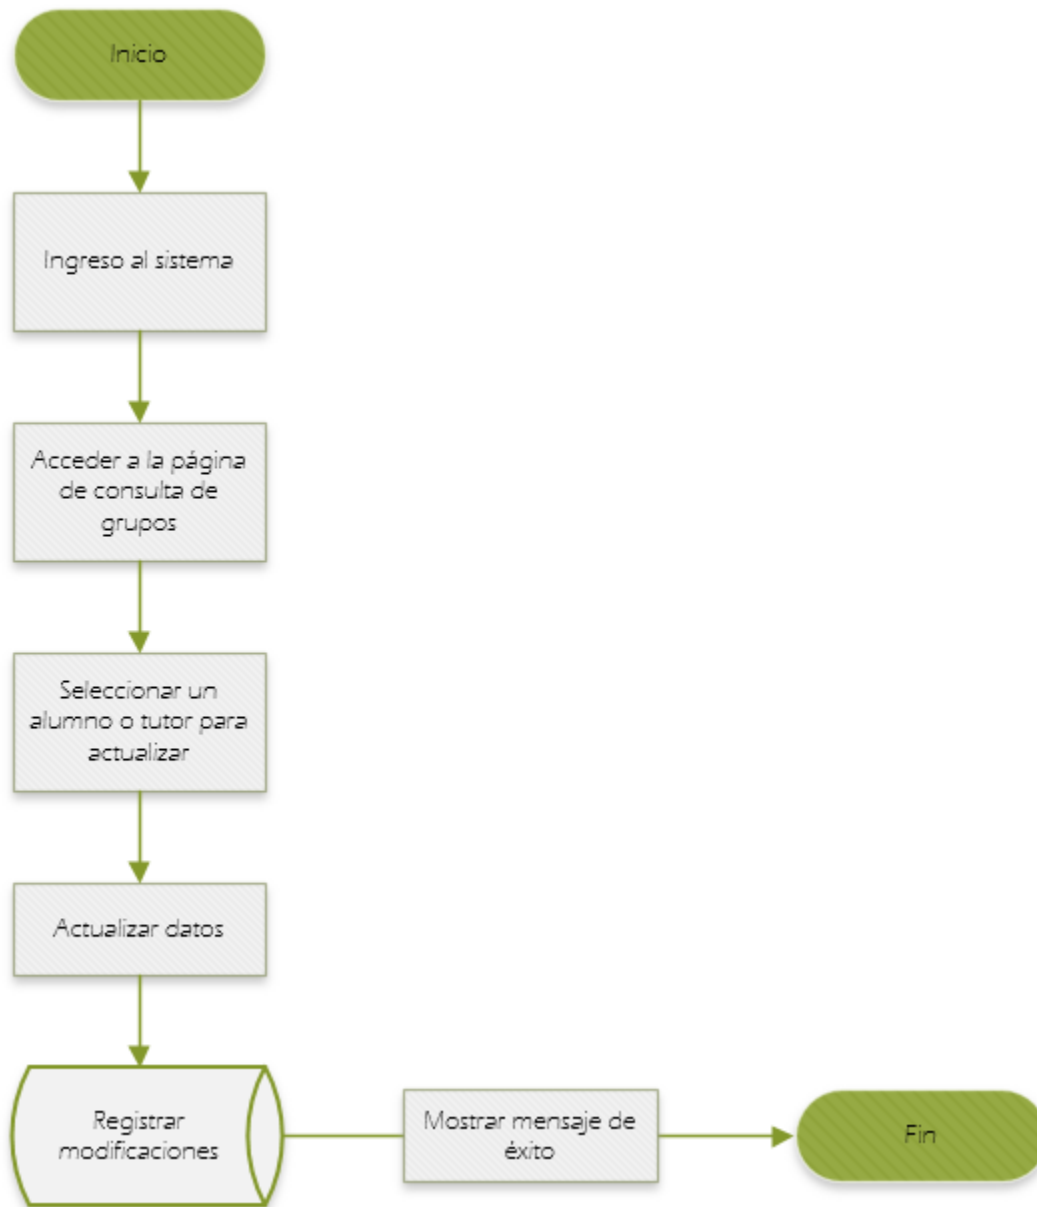 Inicio
Ingreso al sistema
Acceder a la página
de consulta de
grupos
Seleccionar un
alumno o tutor para
actualizar
Actualizar datos
Registrar
modificaciones
Mostrar mensaje de
éxito
Fin